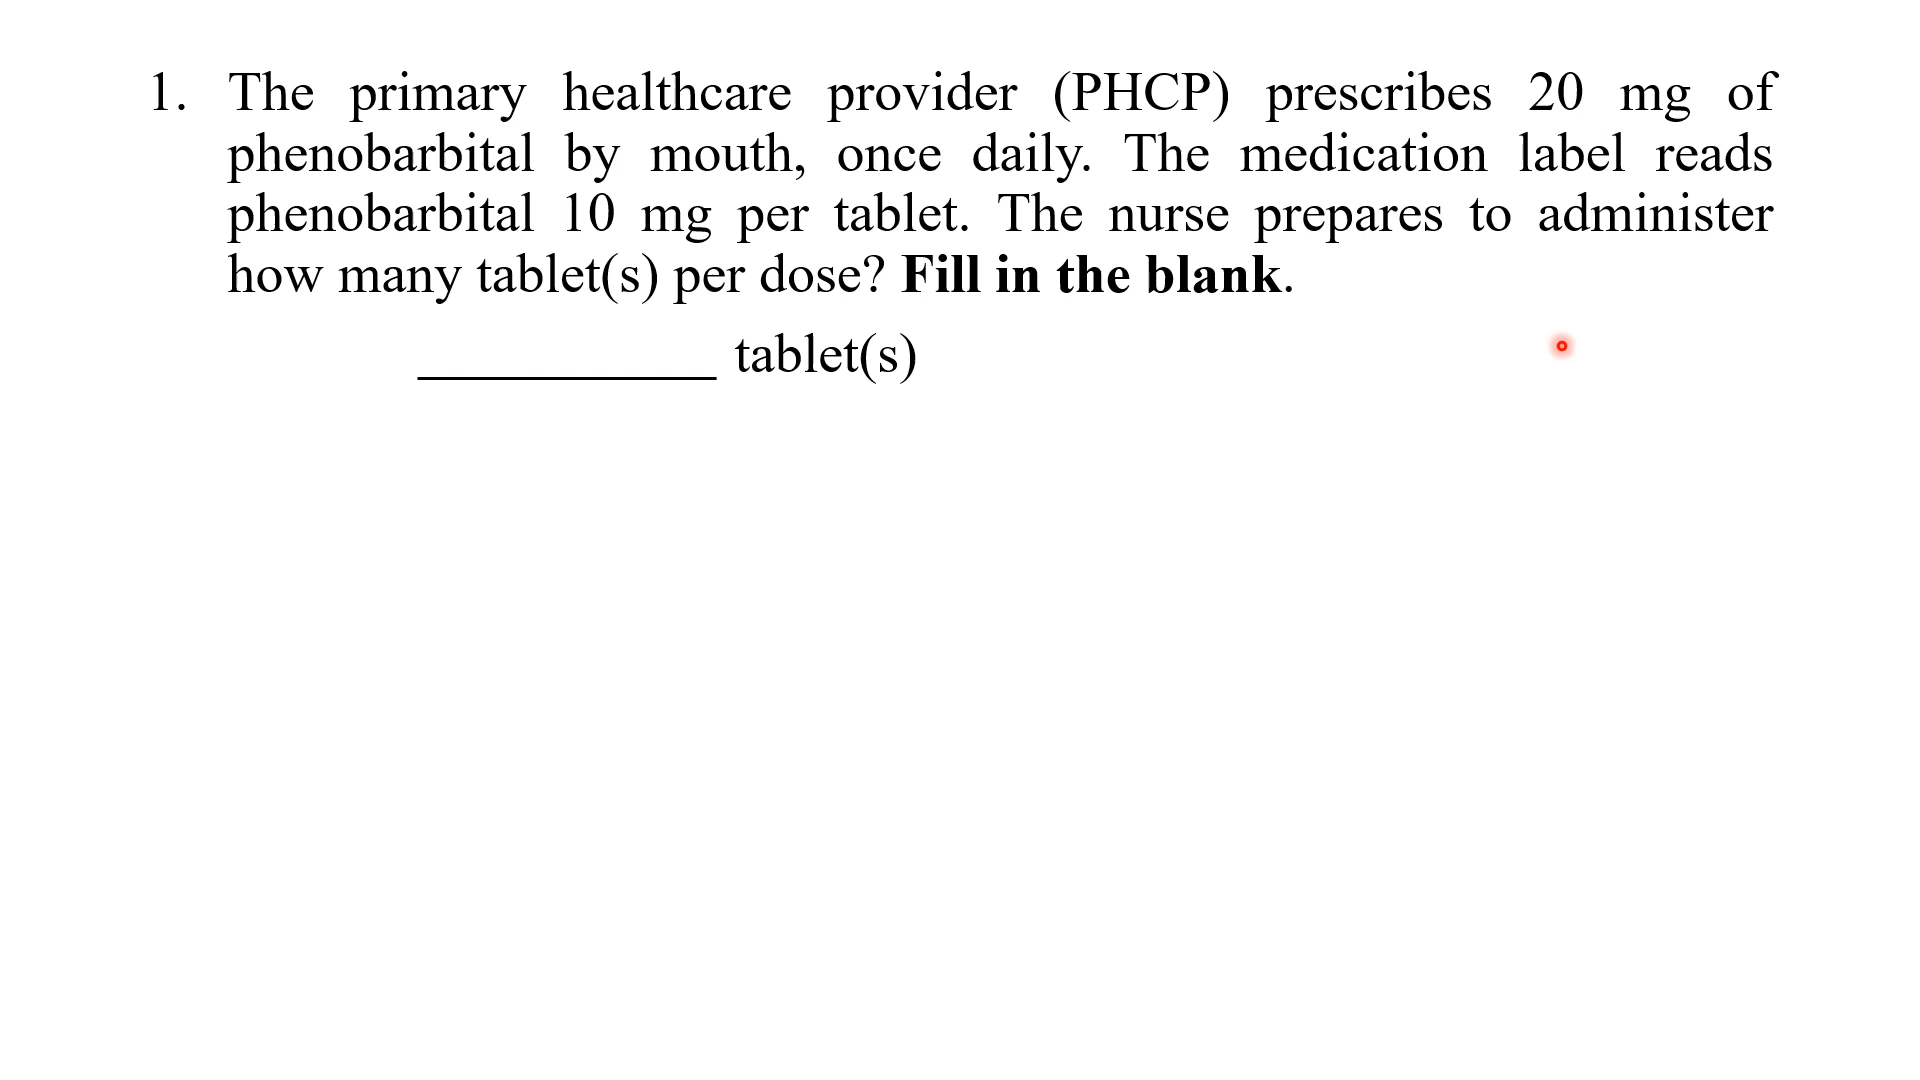 1. The primary healthcare provider (PHCP) prescribes 20 mg of
phenobarbital by mouth, once daily. The medication label reads
phenobarbital 10 mg per tablet. The nurse prepares to administer
how many tablet(s) per dose? Fill in the blank.
___________ tablet(s)